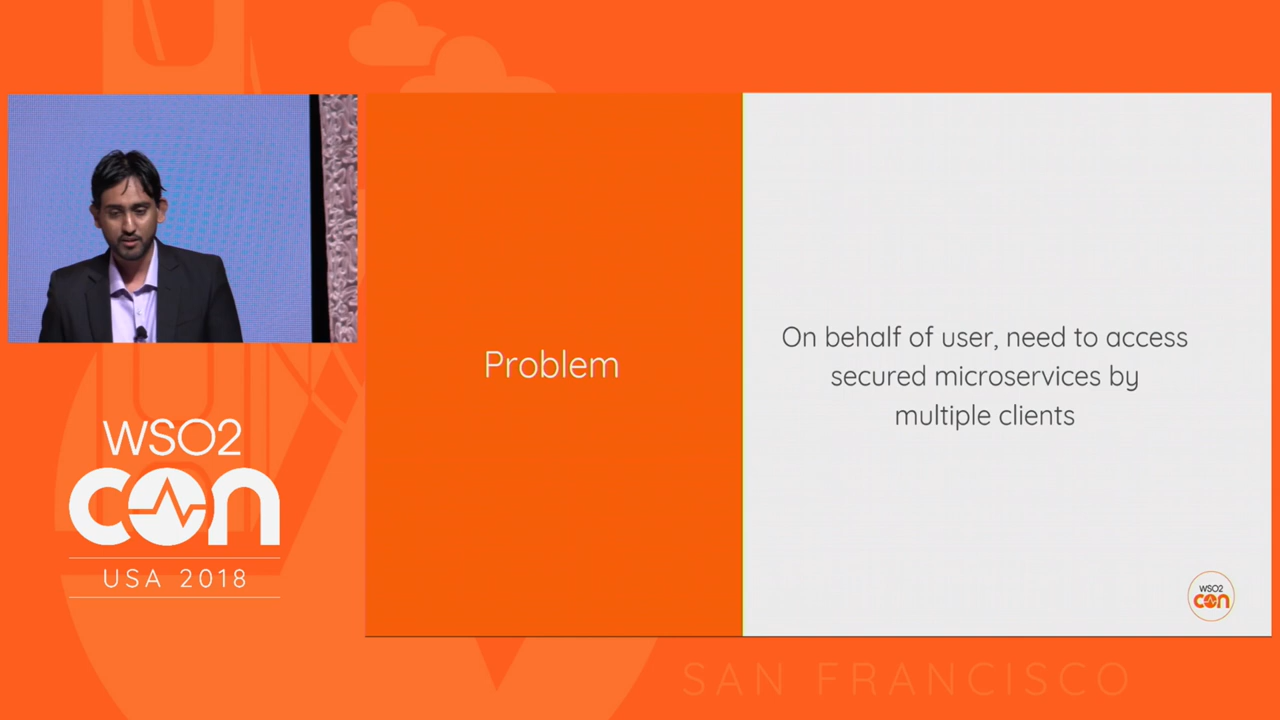 Problem
On behalf of user, need to access
secured microservices by
multiple clients
WSO2
con
USA 2018
WSO2
con
SAN FRANCISCO